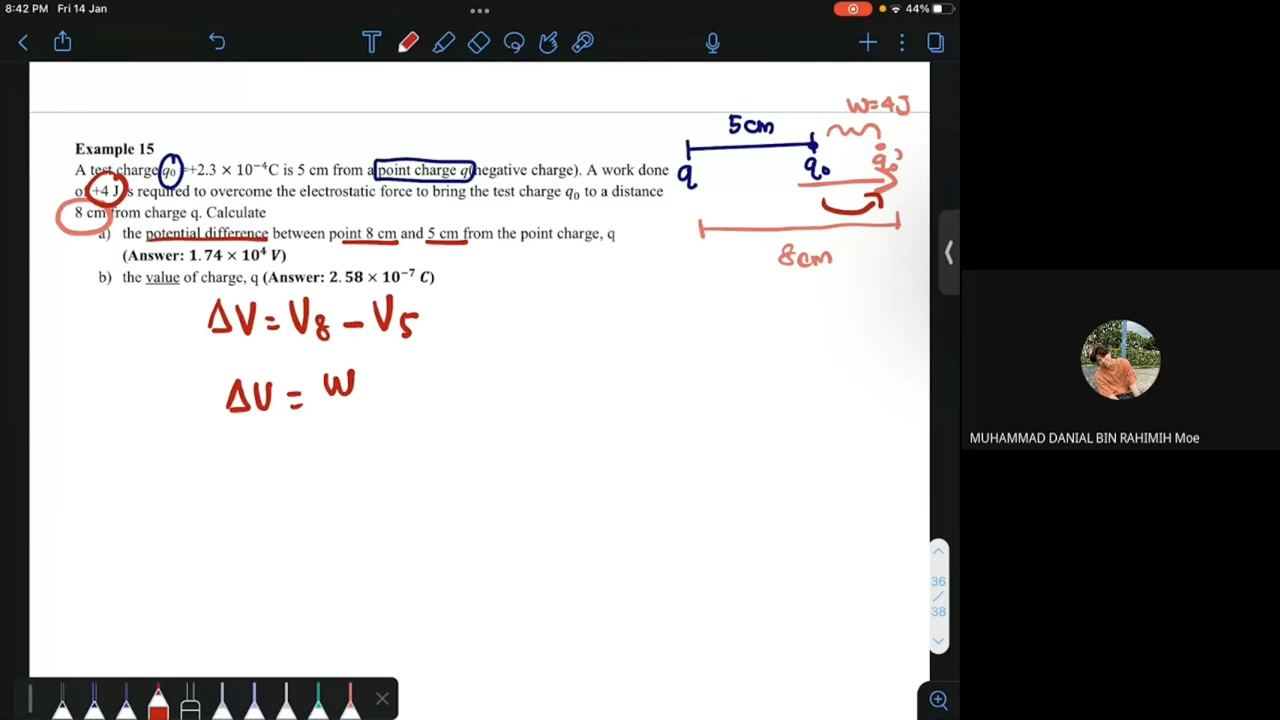 8:42 PM Fri 14 Jan
44%
W=4J
5cm
q
q₀
q₀'
8cm
Example 15
A test charge q₀ =+2.3 × 10⁻⁴C is 5 cm from a point charge q(negative charge). A work done
of +4 J is required to overcome the electrostatic force to bring the test charge q₀ to a distance
8 cm from charge q. Calculate
a) the potential difference between point 8 cm and 5 cm from the point charge, q
(Answer: 1.74 × 10⁴ V)
b) the value of charge, q (Answer: 2.58 × 10⁻⁷ C)
ΔV = V₈ − V₅
ΔV = W
MUHAMMAD DANIAL BIN RAHIMIH Moe
36
/
38